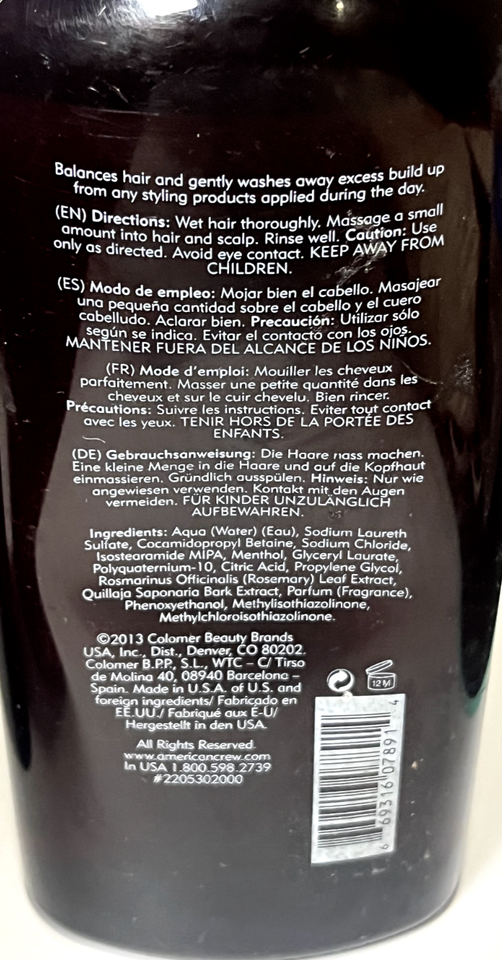 Balances hair and gently washes away excess build up
from any styling products applied during the day.
(EN) Directions: Wet hair thoroughly. Massage a small
amount into hair and scalp. Rinse well. Caution: Use
only as directed. Avoid eye contact. KEEP AWAY FROM
CHILDREN.
(ES) Modo de empleo: Mojar bien el cabello. Masajear
una pequeña cantidad sobre el cabello y el cuero
cabelludo. Aclarar bien. Precaución: Utilizar sólo
según se indica. Evitar el contacto con los ojos.
MANTENER FUERA DEL ALCANCE DE LOS NIÑOS.
(FR) Mode d'emploi: Mouiller les cheveux
parfaitement. Masser une petite quantité dans les
cheveux et sur le cuir chevelu. Bien rincer.
Précautions: Suivre les instructions. Eviter tout contact
avec les yeux. TENIR HORS DE LA PORTÉE DES
ENFANTS.
(DE) Gebrauchsanweisung: Die Haare nass machen.
Eine kleine Menge in die Haare und auf die Kopfhaut
einmassieren. Gründlich ausspülen. Hinweis: Nur wie
angewiesen verwenden. Kontakt mit den Augen
vermeiden. FÜR KINDER UNZULÄNGLICH
AUFBEWAHREN.
Ingredients: Aqua (Water) (Eau), Sodium Laureth
Sulfate, Cocamidopropyl Betaine, Sodium Chloride,
Isostearamide MIPA, Menthol, Glyceryl Laurate,
Polyquaternium-10, Citric Acid, Propylene Glycol,
Rosmarinus Officinalis (Rosemary) Leaf Extract,
Quillaja Saponaria Bark Extract, Parfum (Fragrance),
Phenoxyethanol, Methylisothiazolinone,
Methylchloroisothiazolinone.
©2013 Colomer Beauty Brands
USA, Inc., Dist., Denver, CO 80202.
Colomer B.P.P., S.L., WTC – C/ Tirso
de Molina 40, 08940 Barcelona –
Spain. Made in U.S.A. of U.S. and
foreign ingredients/ Fabricado en
EE.UU./ Fabriqué aux É-U/
Hergestellt in den USA.
All Rights Reserved.
www.americancrew.com
In USA 1.800.598.2739
#2205302000
12 M
6 69316 07891 4